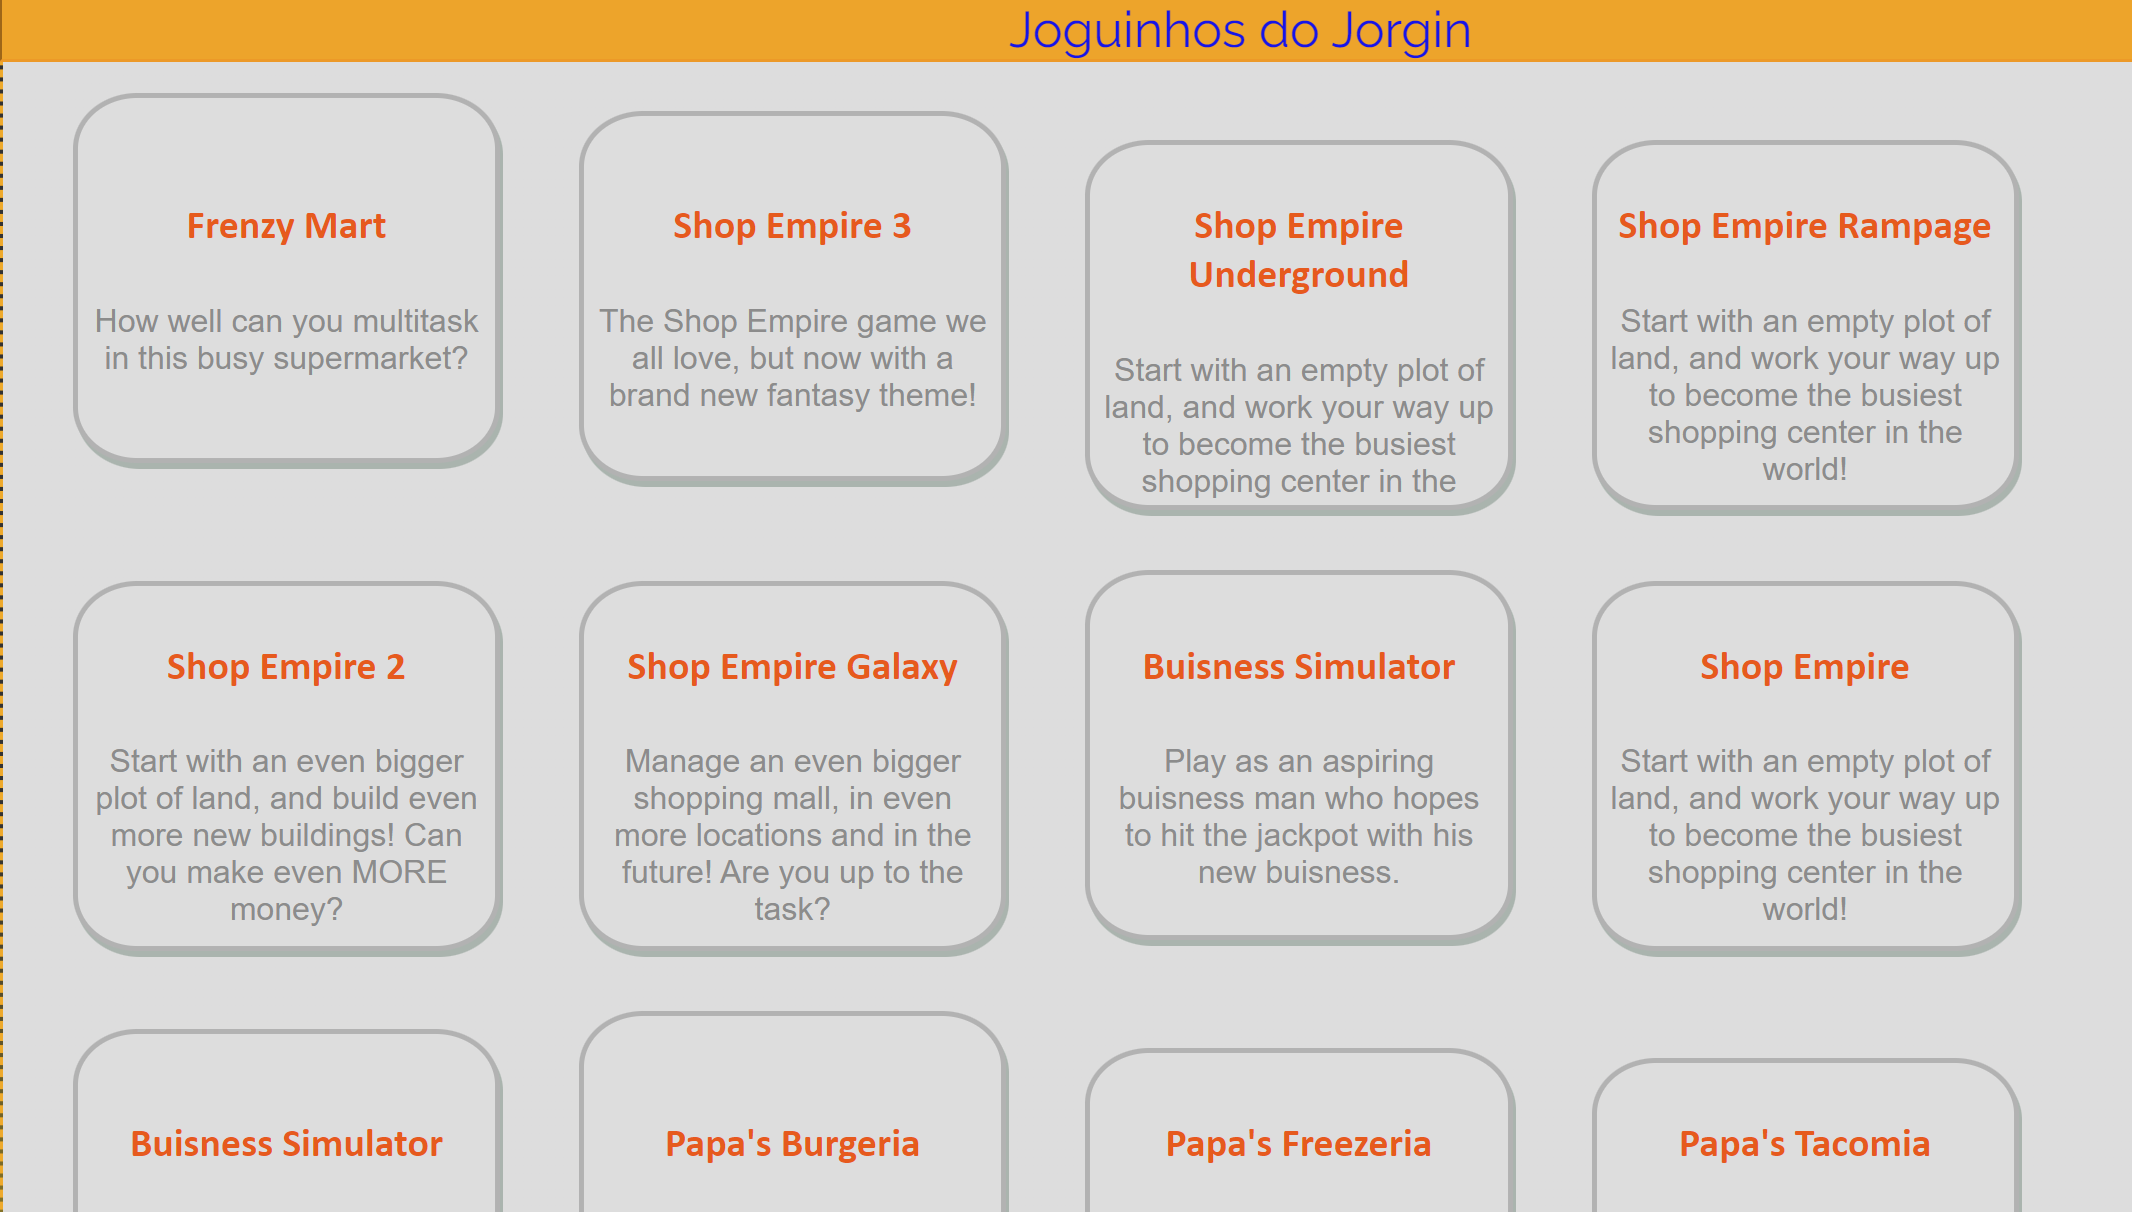 Joguinhos do Jorgin
Frenzy Mart
How well can you multitask
in this busy supermarket?
Shop Empire 3
The Shop Empire game we
all love, but now with a
brand new fantasy theme!
Shop Empire
Underground
Start with an empty plot of
land, and work your way up
to become the busiest
shopping center in the
Shop Empire Rampage
Start with an empty plot of
land, and work your way up
to become the busiest
shopping center in the
world!
Shop Empire 2
Start with an even bigger
plot of land, and build even
more new buildings! Can
you make even MORE
money?
Shop Empire Galaxy
Manage an even bigger
shopping mall, in even
more locations and in the
future! Are you up to the
task?
Buisness Simulator
Play as an aspiring
buisness man who hopes
to hit the jackpot with his
new buisness.
Shop Empire
Start with an empty plot of
land, and work your way up
to become the busiest
shopping center in the
world!
Buisness Simulator
Papa's Burgeria
Papa's Freezeria
Papa's Tacomia